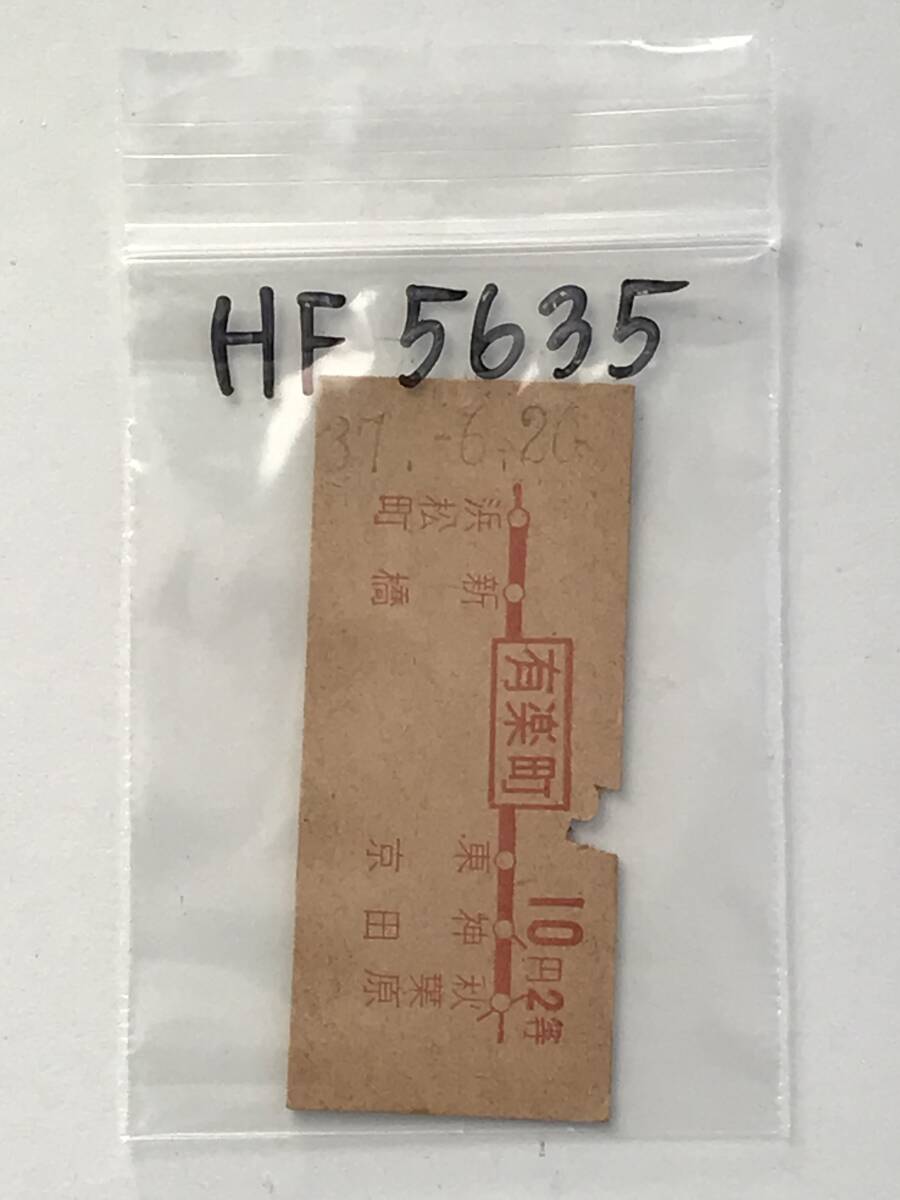 HF 5635
37.-6.20
浜松町
新橋
有楽町
東京
神田
秋葉原
10円2等